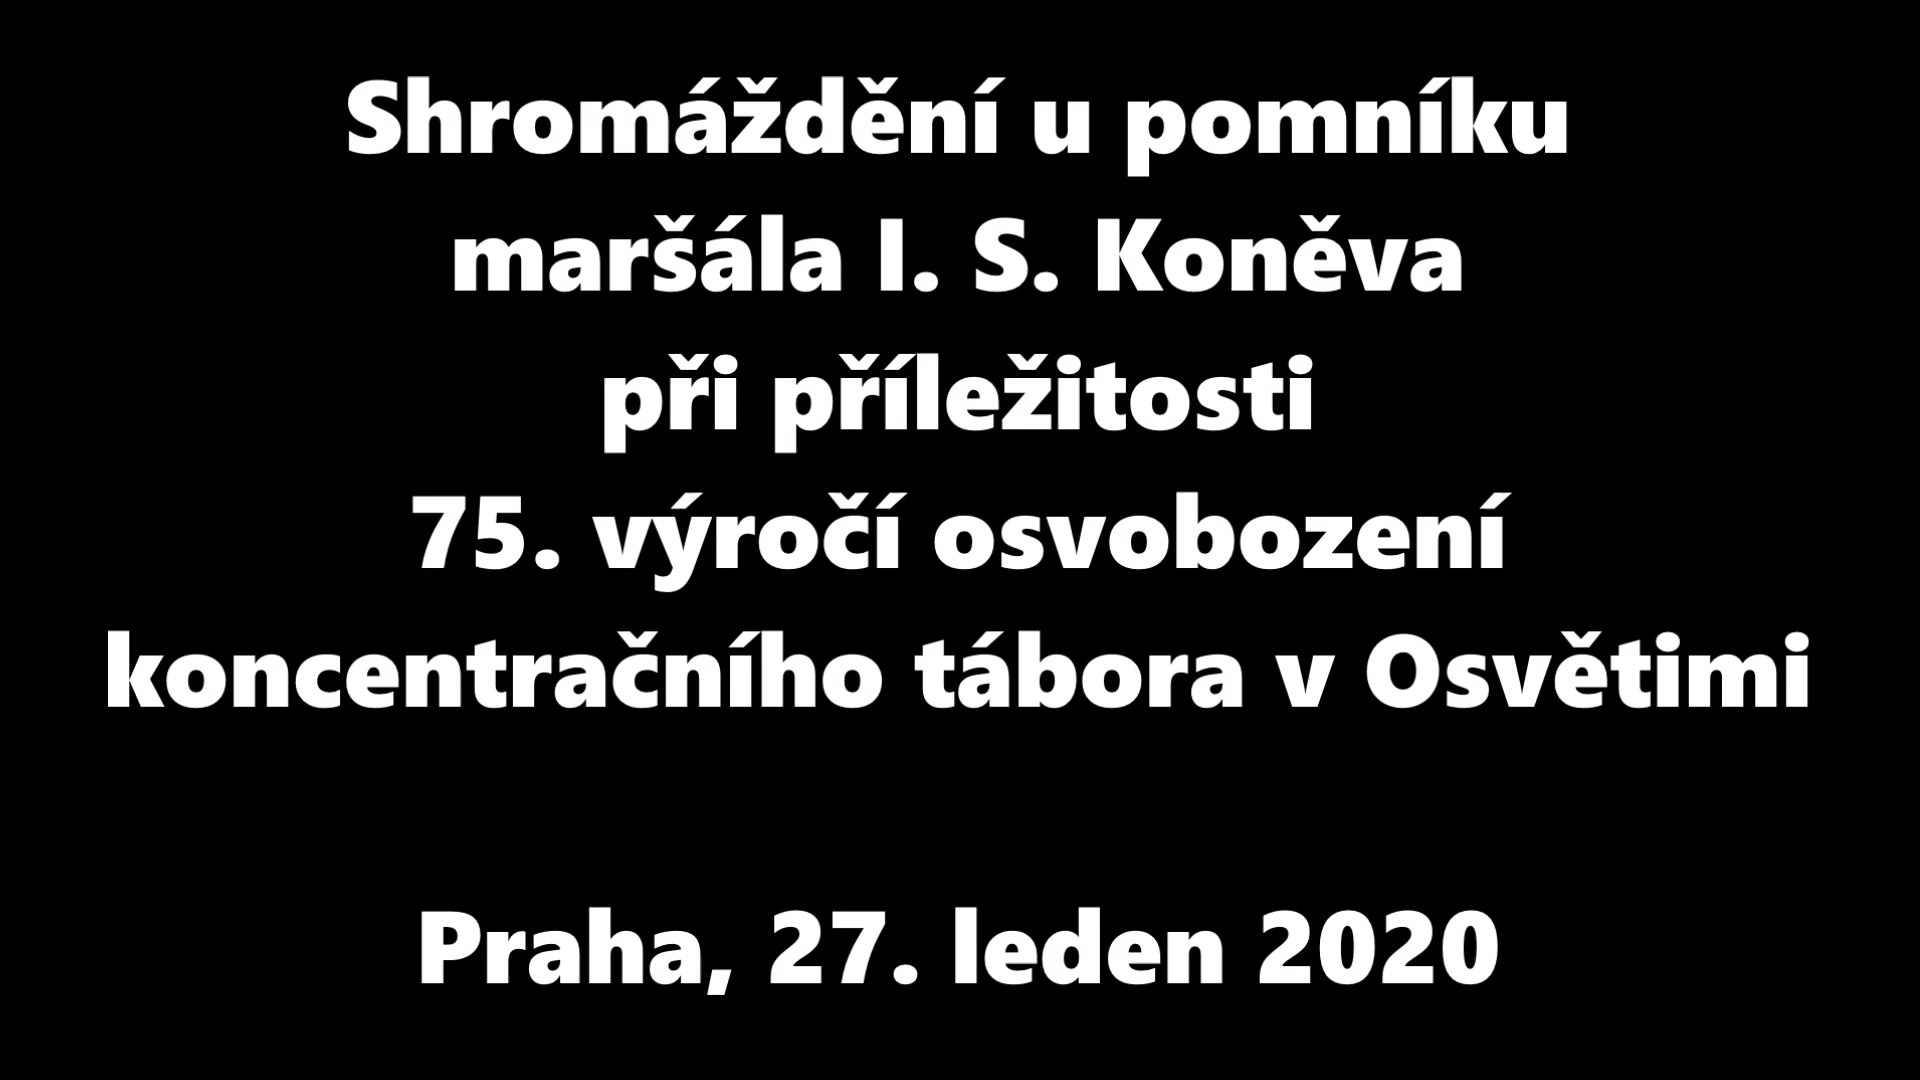 Shromáždění u pomníku
maršála I. S. Koněva
při příležitosti
75. výročí osvobození
koncentračního tábora v Osvětimi
Praha, 27. leden 2020